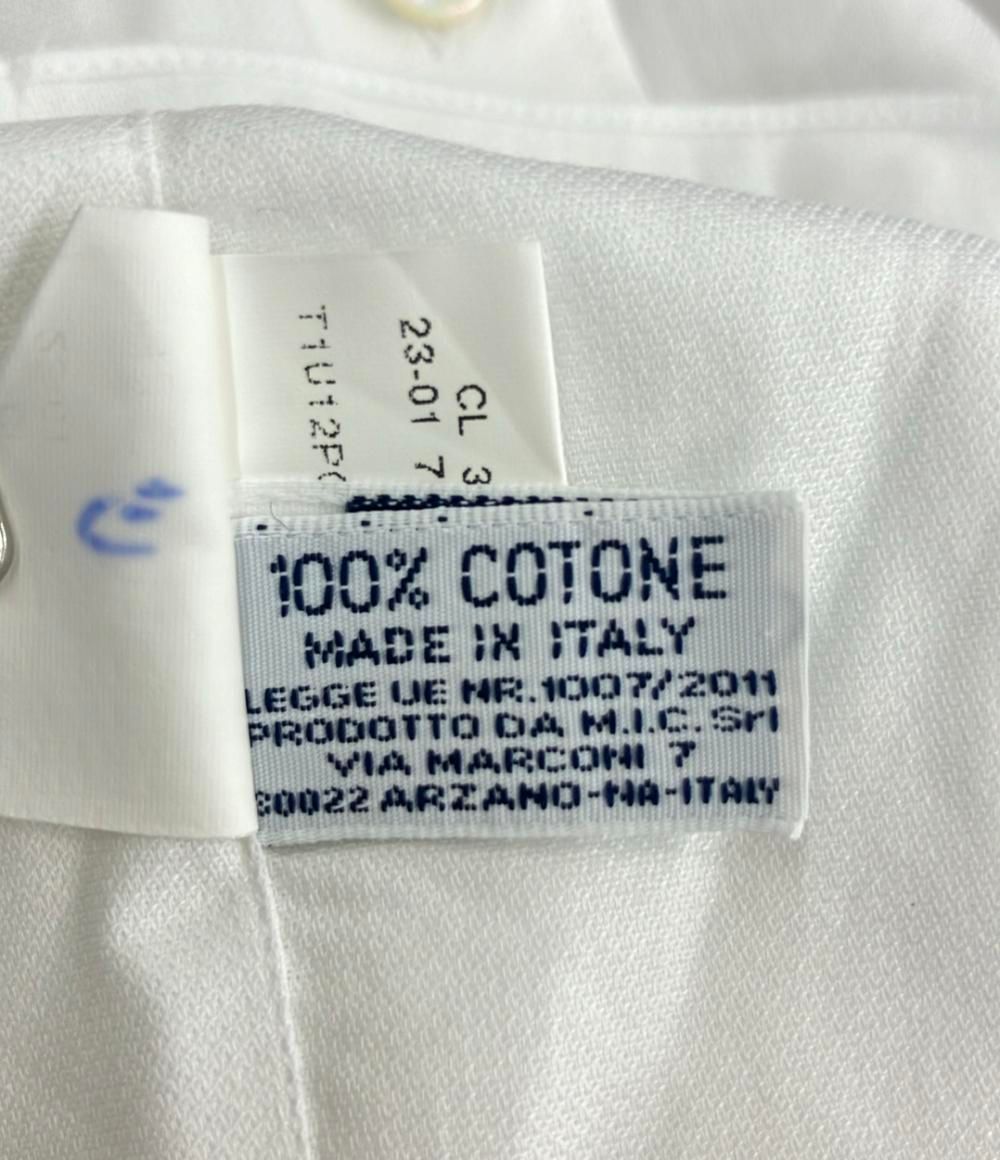 T1U12P
23-01 7
CL 3
100% COTONE
MADE IN ITALY
LEGGE UE NR.1007/2011
PRODOTTO DA M.I.C. Srl
VIA MARCONI 7
80022 ARZANO-NA-ITALY